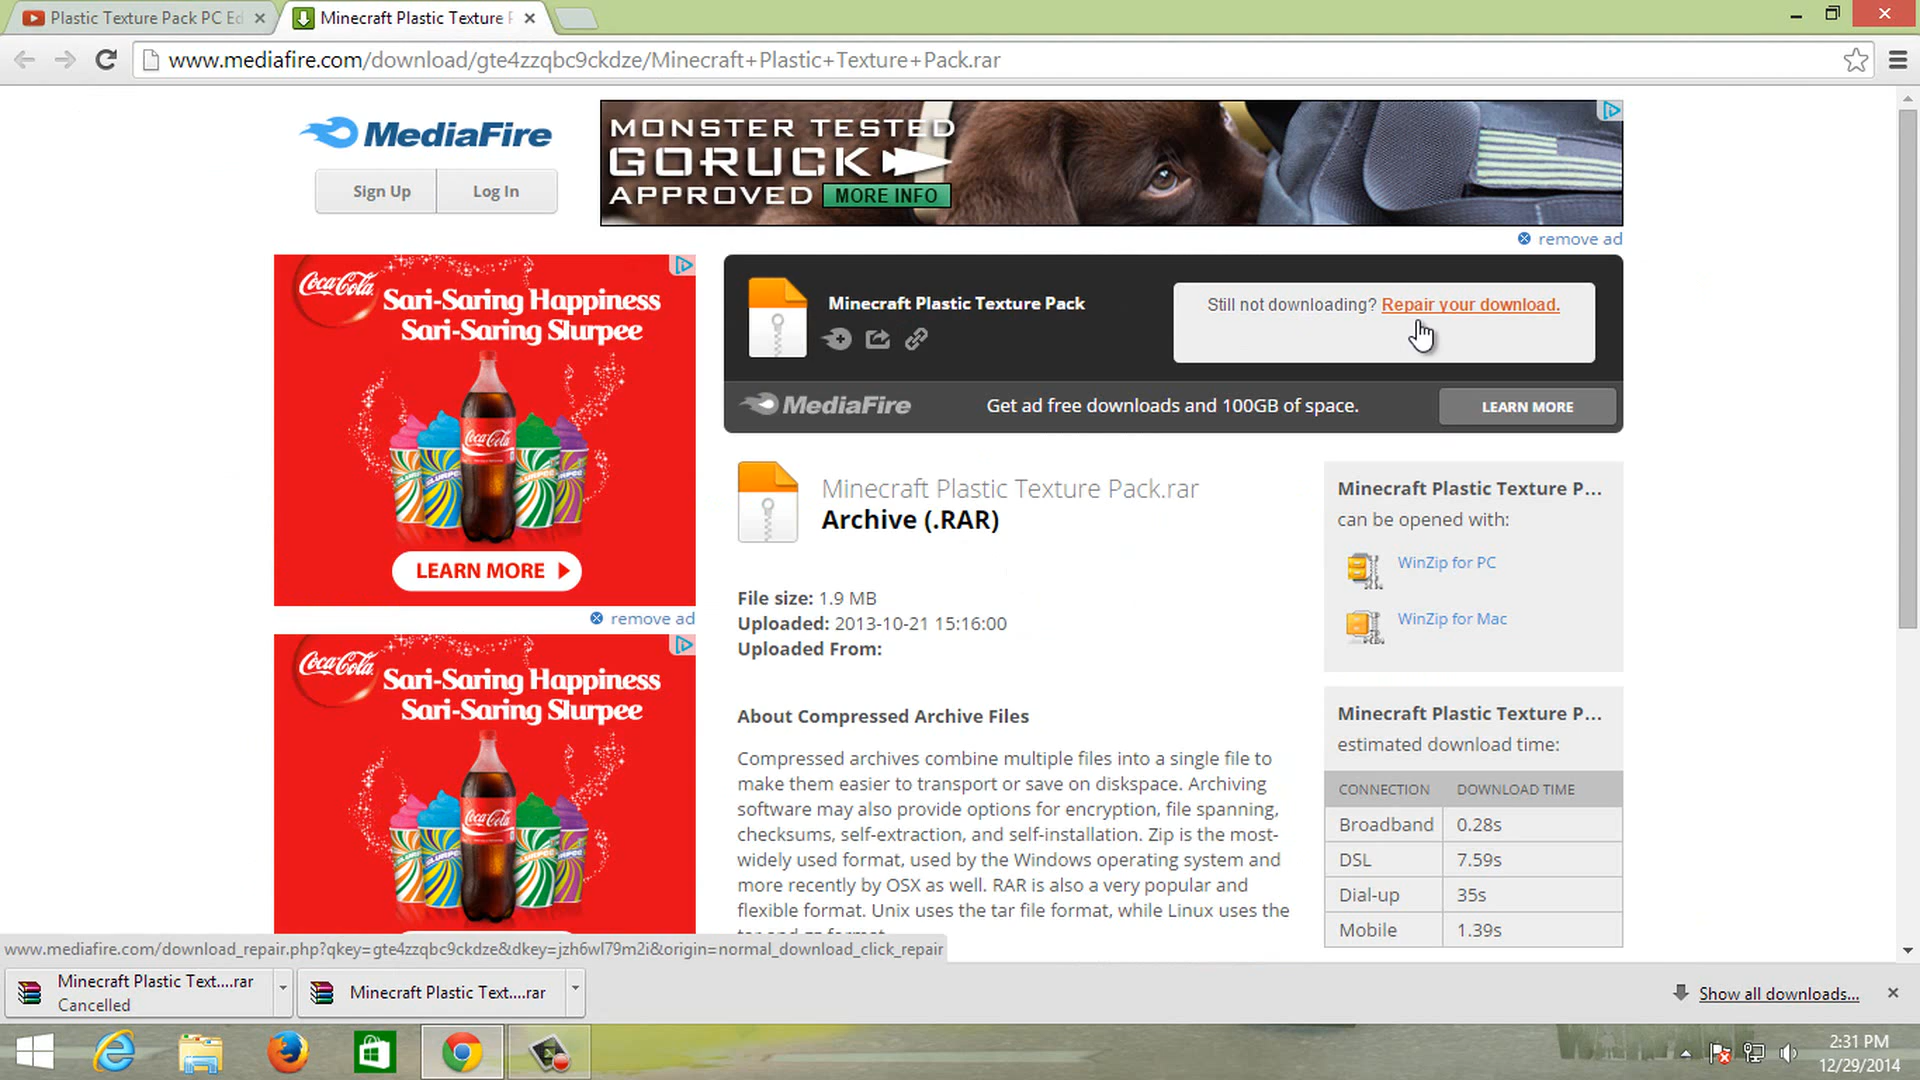 Plastic Texture Pack PC Ed
Minecraft Plastic Texture P
www.mediafire.com/download/gte4zzqbc9ckdze/Minecraft+Plastic+Texture+Pack.rar
MediaFire
Sign Up
Log In
MONSTER TESTED
GORUCK
APPROVED MORE INFO
remove ad
Coca-Cola
Sari-Saring Happiness
Sari-Saring Slurpee
Coca-Cola
SLURPEE
LEARN MORE
remove ad
Minecraft Plastic Texture Pack
Still not downloading? Repair your download.
MediaFire
Get ad free downloads and 100GB of space.
LEARN MORE
Minecraft Plastic Texture Pack.rar
Archive (.RAR)
File size: 1.9 MB
Uploaded: 2013-10-21 15:16:00
Uploaded From:
About Compressed Archive Files
Compressed archives combine multiple files into a single file to
make them easier to transport or save on diskspace. Archiving
software may also provide options for encryption, file spanning,
checksums, self-extraction, and self-installation. Zip is the most-
widely used format, used by the Windows operating system and
more recently by OSX as well. RAR is also a very popular and
flexible format. Unix uses the tar file format, while Linux uses the
tar and gz format.
Minecraft Plastic Texture P...
can be opened with:
WinZip for PC
WinZip for Mac
Minecraft Plastic Texture P...
estimated download time:
CONNECTION DOWNLOAD TIME
Broadband 0.28s
DSL 7.59s
Dial-up 35s
Mobile 1.39s
Coca-Cola
Sari-Saring Happiness
Sari-Saring Slurpee
Coca-Cola
SLURPEE
www.mediafire.com/download_repair.php?qkey=gte4zzqbc9ckdze&dkey=jzh6wl79m2i&origin=normal_download_click_repair
Minecraft Plastic Text....rar
Cancelled
Minecraft Plastic Text....rar
Show all downloads...
2:31 PM
12/29/2014